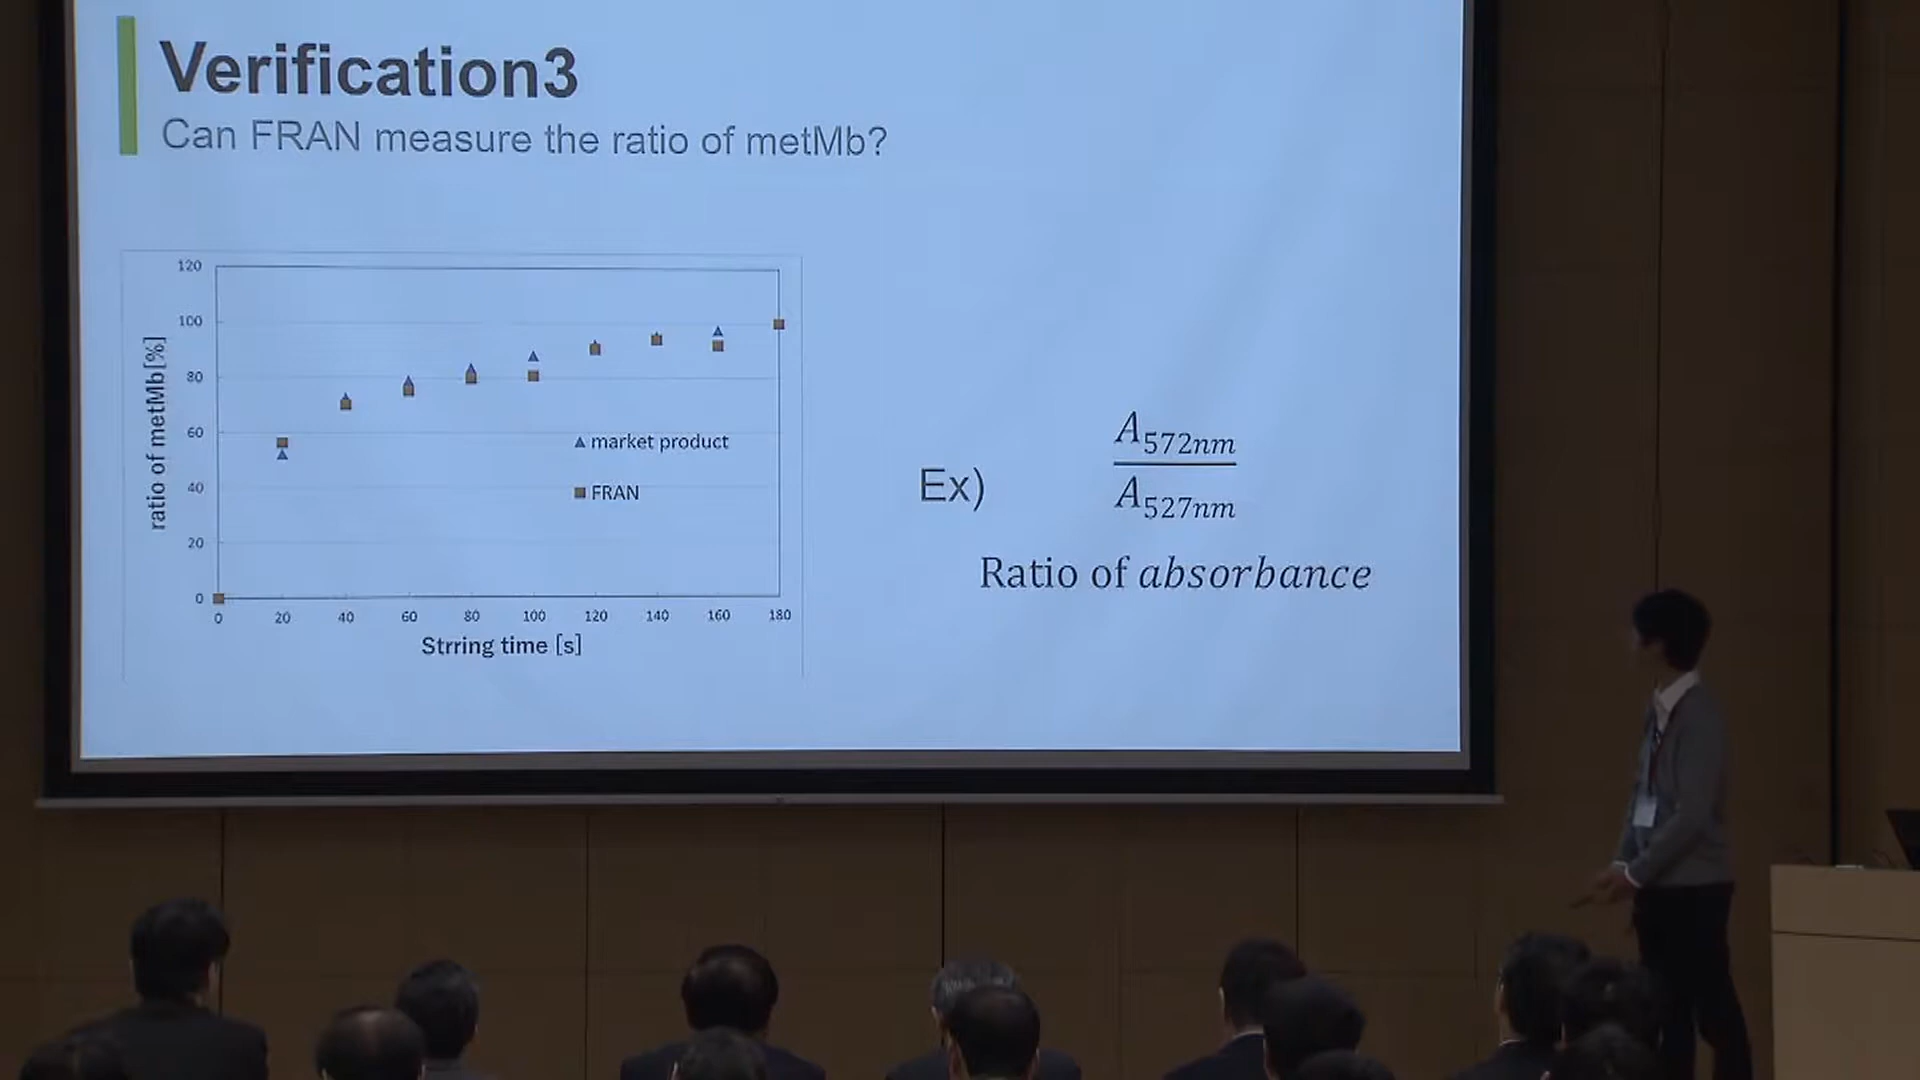 Verification3
Can FRAN measure the ratio of metMb?
120
100
80
60
40
20
0
ratio of metMb[%]
market product
FRAN
0 20 40 60 80 100 120 140 160 180
Strring time [s]
Ex)
A572nm
A527nm
Ratio of absorbance